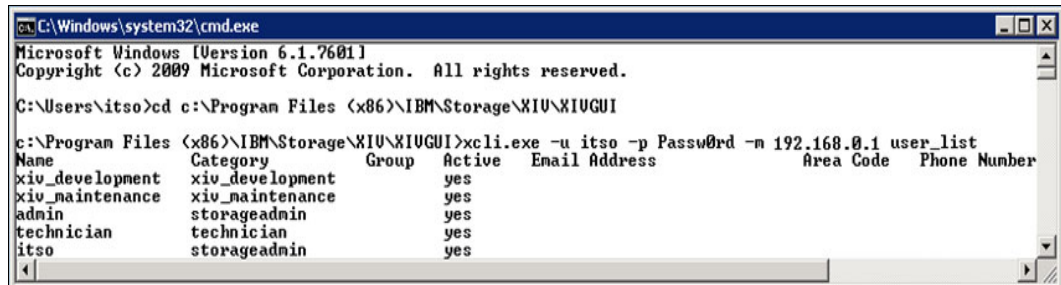 C:\Windows\system32\cmd.exe
Microsoft Windows [Version 6.1.7601]
Copyright (c) 2009 Microsoft Corporation.  All rights reserved.
C:\Users\itso>cd c:\Program Files (x86)\IBM\Storage\XIV\XIVGUI
c:\Program Files (x86)\IBM\Storage\XIV\XIVGUI>xcli.exe -u itso -p Passw0rd -m 192.168.0.1 user_list
Name Category Group Active Email Address Area Code Phone Number
xiv_development xiv_development yes
xiv_maintenance xiv_maintenance yes
admin storageadmin yes
technician technician yes
itso storageadmin yes